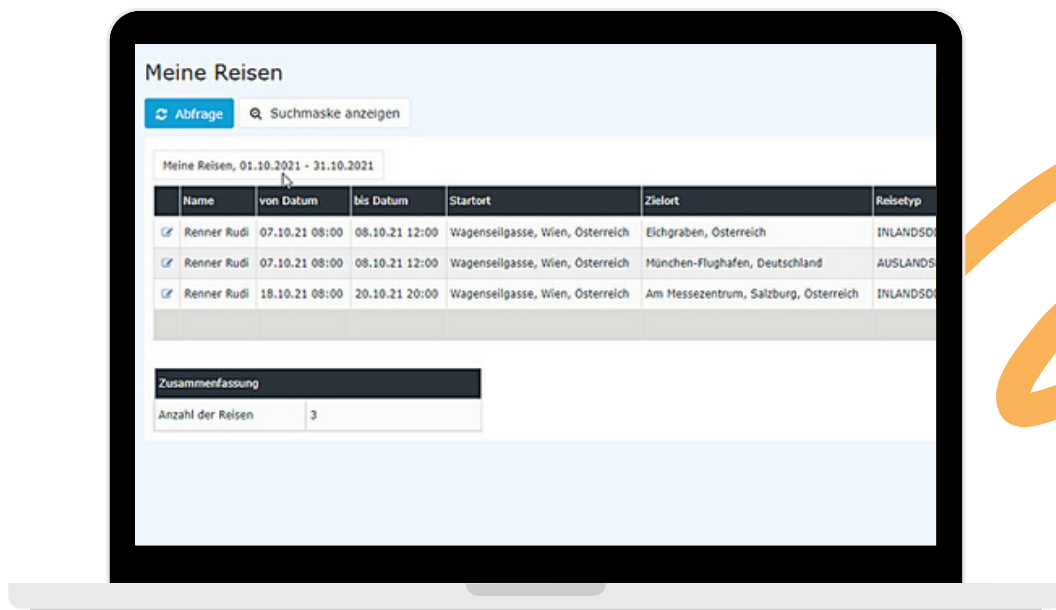 Meine Reisen
Abfrage Suchmaske anzeigen
Meine Reisen, 01.10.2021 - 31.10.2021
Name von Datum bis Datum Startort Zielort Reisetyp
Renner Rudi 07.10.21 08:00 08.10.21 12:00 Wagenseilgasse, Wien, Österreich Eichgraben, Österreich INLANDSDI
Renner Rudi 07.10.21 08:00 08.10.21 12:00 Wagenseilgasse, Wien, Österreich München-Flughafen, Deutschland AUSLANDS
Renner Rudi 18.10.21 08:00 20.10.21 20:00 Wagenseilgasse, Wien, Österreich Am Messezentrum, Salzburg, Österreich INLANDSDI
Zusammenfassung
Anzahl der Reisen 3